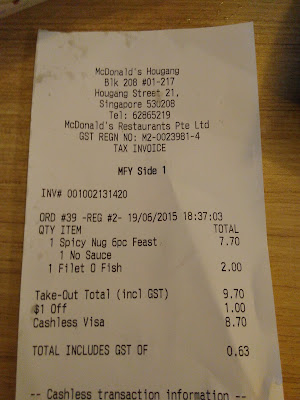 McDonald's Hougang
Blk 208 #01-217
Hougang Street 21,
Singapore 530208
Tel: 62865219
McDonald's Restaurants Pte Ltd
GST REGN NO: M2-0023981-4
TAX INVOICE
MFY Side 1
INV# 001002131420
ORD #39 -REG #2- 19/06/2015 18:37:03
QTY ITEM TOTAL
1 Spicy Nug 6pc Feast 7.70
1 No Sauce
1 Filet O Fish 2.00
Take-Out Total (incl GST) 9.70
$1 Off 1.00
Cashless Visa 8.70
TOTAL INCLUDES GST OF 0.63
-- Cashless transaction information --